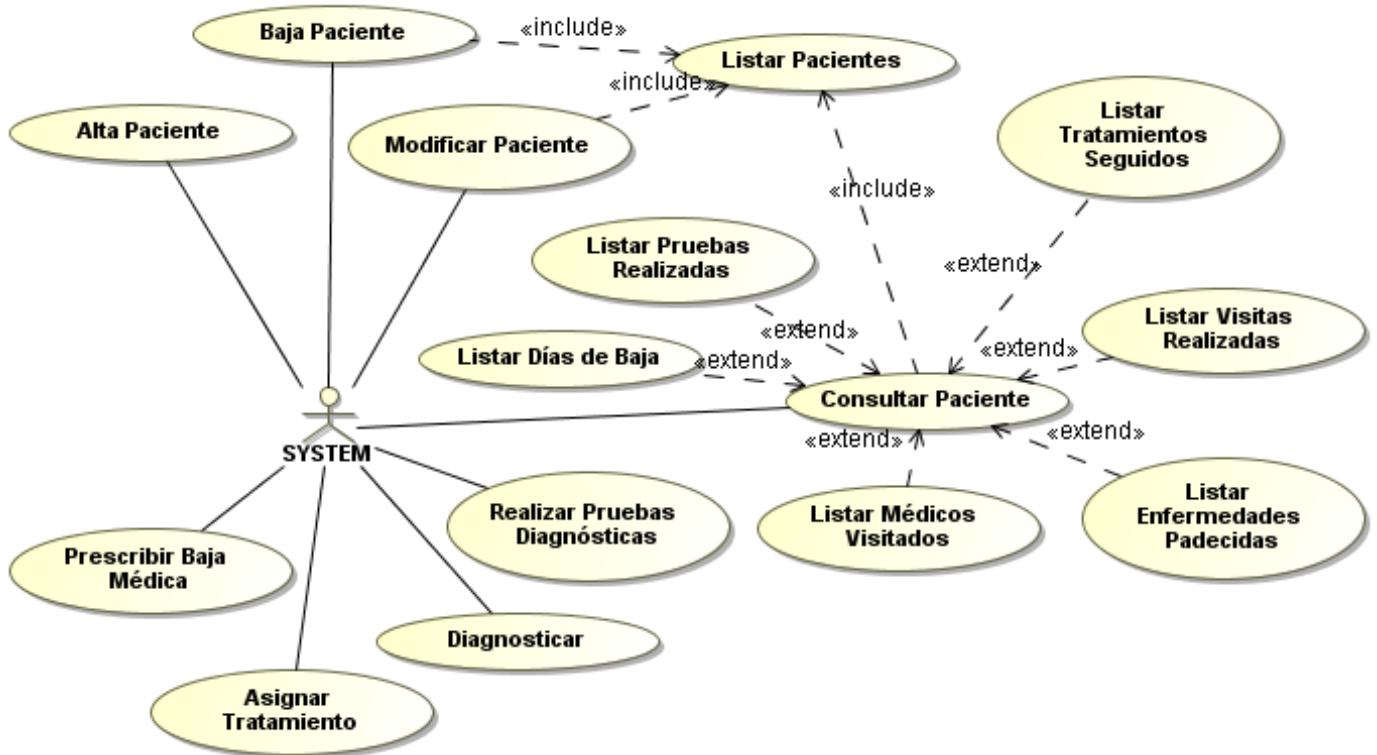 Baja Paciente
«include»
Listar Pacientes
«include»
Alta Paciente
Modificar Paciente
Listar
Tratamientos
Seguidos
«include»
Listar Pruebas
Realizadas
«extend»
«extend»
Listar Visitas
Realizadas
Listar Días de Baja
«extend»
«extend»
Consultar Paciente
SYSTEM
«extend»
«extend»
Realizar Pruebas
Diagnósticas
Listar Médicos
Visitados
Listar
Enfermedades
Padecidas
Prescribir Baja
Médica
Diagnosticar
Asignar
Tratamiento